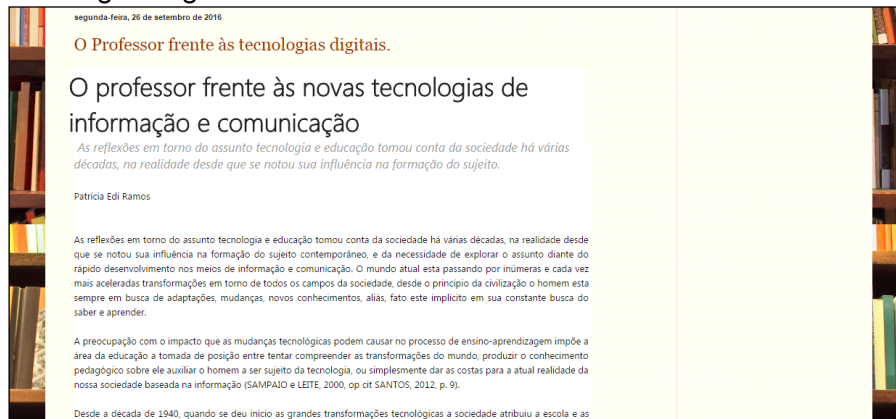 segunda-feira, 26 de setembro de 2016
O Professor frente às tecnologias digitais.
O professor frente às novas tecnologias de
informação e comunicação
As reflexões em torno do assunto tecnologia e educação tomou conta da sociedade há várias
décadas, na realidade desde que se notou sua influência na formação do sujeito.
Patricia Edi Ramos
As reflexões em torno do assunto tecnologia e educação tomou conta da sociedade há várias décadas, na realidade desde
que se notou sua influência na formação do sujeito contemporâneo, e da necessidade de explorar o assunto diante do
rápido desenvolvimento nos meios de informação e comunicação. O mundo atual esta passando por inúmeras e cada vez
mais aceleradas transformações em torno de todos os campos da sociedade, desde o princípio da civilização o homem esta
sempre em busca de adaptações, mudanças, novos conhecimentos, aliás, fato este implícito em sua constante busca do
saber e aprender.
A preocupação com o impacto que as mudanças tecnológicas podem causar no processo de ensino-aprendizagem impõe a
área da educação a tomada de posição entre tentar compreender as transformações do mundo, produzir o conhecimento
pedagógico sobre ele auxiliar o homem a ser sujeito da tecnologia, ou simplesmente dar as costas para a atual realidade da
nossa sociedade baseada na informação (SAMPAIO e LEITE, 2000, op cit SANTOS, 2012, p. 9).
Desde a década de 1940, quando se deu inicio as grandes transformações tecnológicas a sociedade atribuiu a escola e as